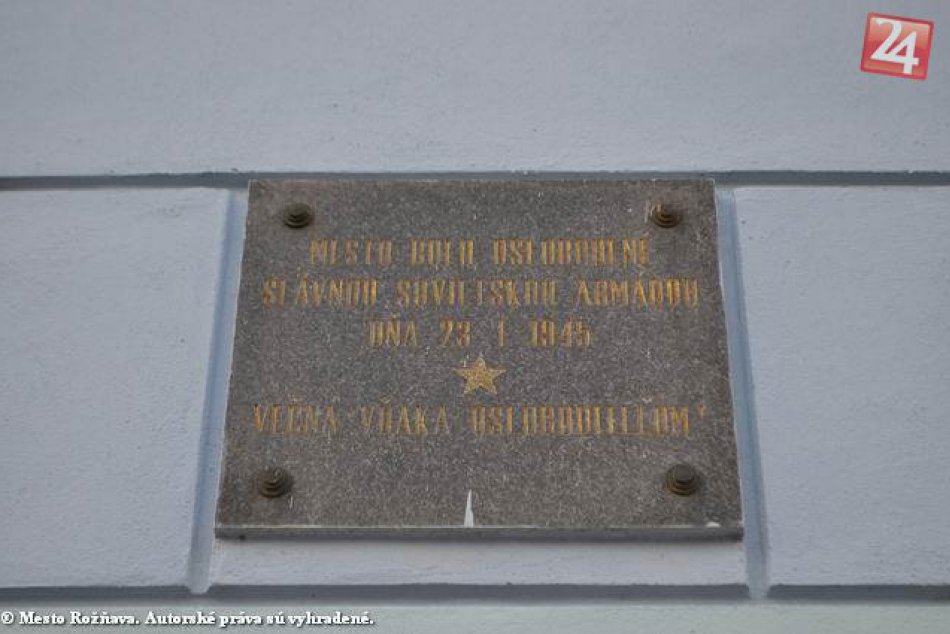 24
MESTO BOLO OSLOBODENÉ
SLÁVNOU SOVIETSKOU ARMÁDOU
DŇA 23 1 1945
VEČNÁ VĎAKA OSLOBODITEĽOM
© Mesto Rožňava. Autorské práva sú vyhradené.